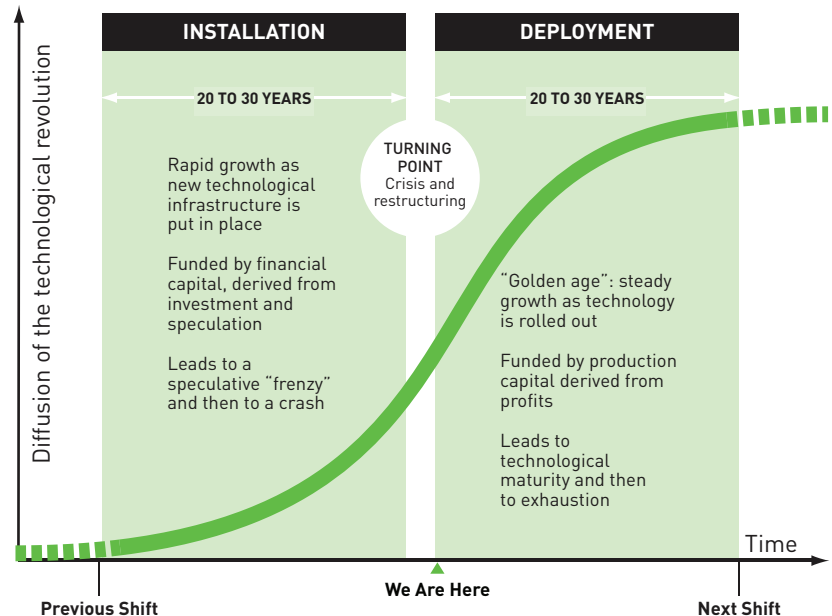 INSTALLATION
DEPLOYMENT
20 TO 30 YEARS
20 TO 30 YEARS
Diffusion of the technological revolution
Rapid growth as
new technological
infrastructure is
put in place
Funded by financial
capital, derived from
investment and
speculation
Leads to a
speculative “frenzy”
and then to a crash
TURNING
POINT
Crisis and
restructuring
“Golden age”: steady
growth as technology
is rolled out
Funded by production
capital derived from
profits
Leads to
technological
maturity and then
to exhaustion
Time
Previous Shift
We Are Here
Next Shift